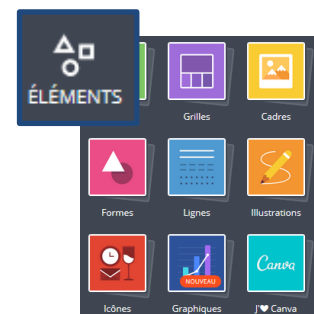 ÉLÉMENTS
Grilles
Cadres
Formes
Lignes
Illustrations
Canva
NOUVEAU
Icônes
Graphiques
J'❤ Canva